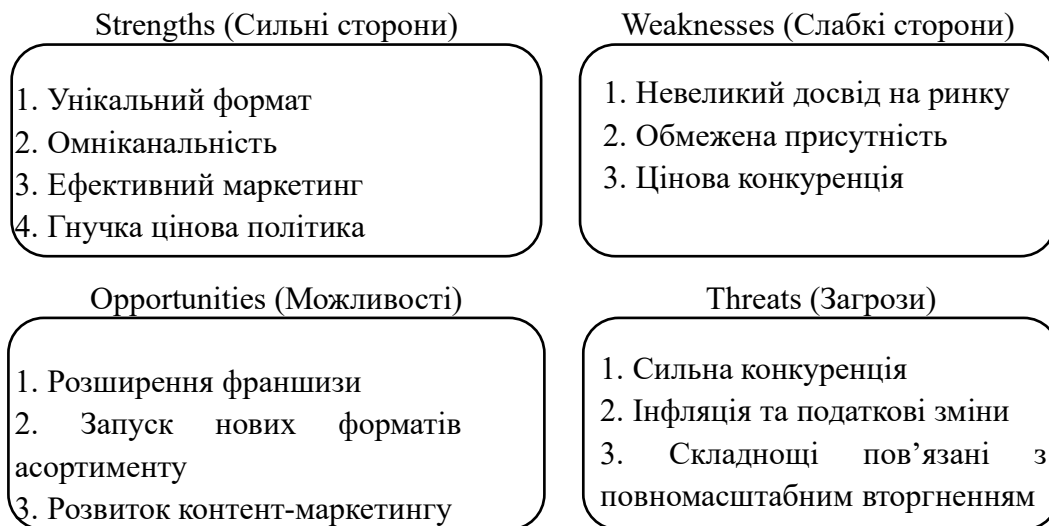 Strengths (Сильні сторони)
1. Унікальний формат
2. Омніканальність
3. Ефективний маркетинг
4. Гнучка цінова політика
Weaknesses (Слабкі сторони)
1. Невеликий досвід на ринку
2. Обмежена присутність
3. Цінова конкуренція
Opportunities (Можливості)
1. Розширення франшизи
2. Запуск нових форматів
асортименту
3. Розвиток контент-маркетингу
Threats (Загрози)
1. Сильна конкуренція
2. Інфляція та податкові зміни
3. Складнощі пов’язані з
повномасштабним вторгненням